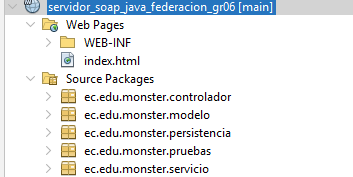 servidor_soap_java_federacion_gr06 [main]
Web Pages
WEB-INF
index.html
Source Packages
ec.edu.monster.controlador
ec.edu.monster.modelo
ec.edu.monster.persistencia
ec.edu.monster.pruebas
ec.edu.monster.servicio